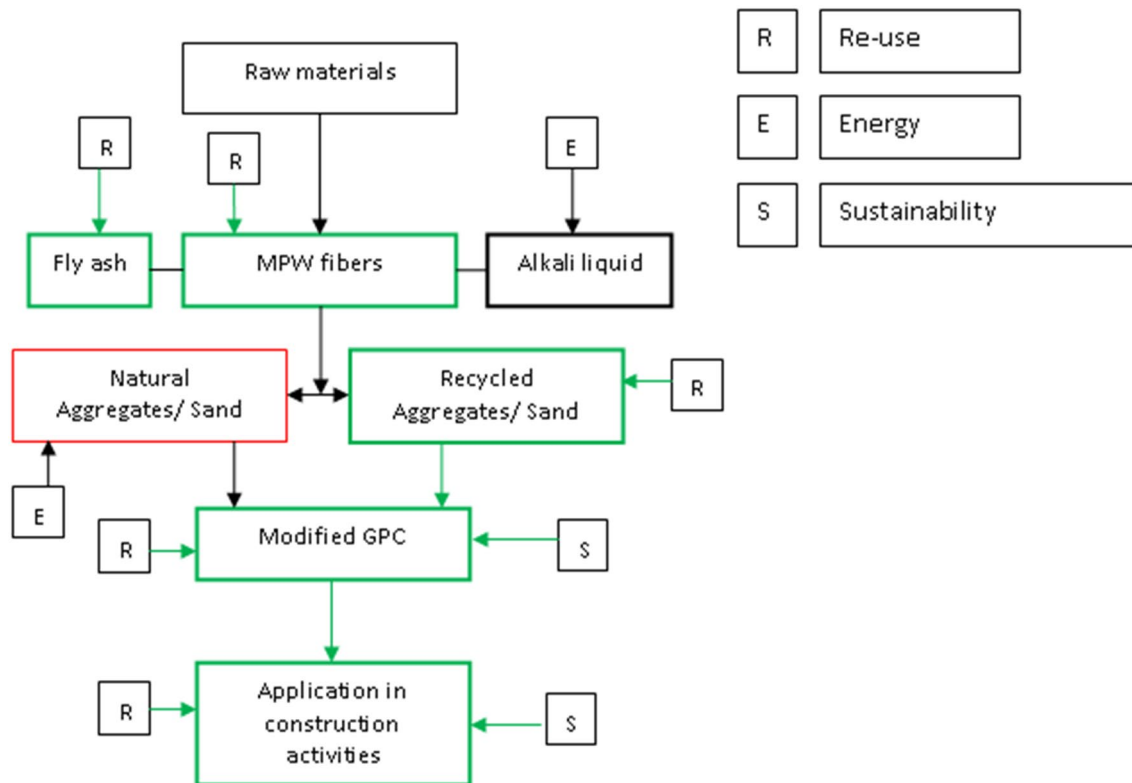 R
Re-use
Raw materials
E
Energy
R
R
E
S
Sustainability
Fly ash
MPW fibers
Alkali liquid
Natural
Aggregates/ Sand
Recycled
Aggregates/ Sand
R
E
R
Modified GPC
S
R
Application in
construction
activities
S